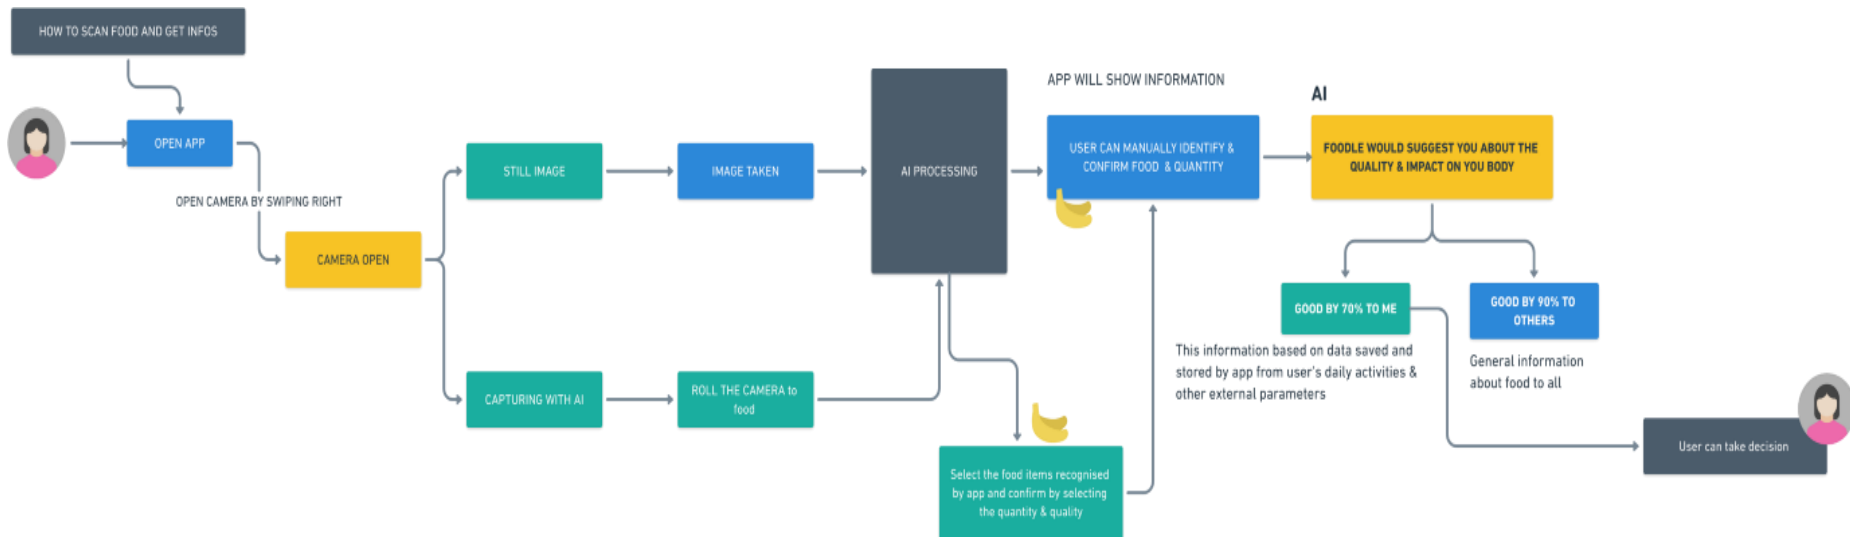 HOW TO SCAN FOOD AND GET INFOS
OPEN APP
OPEN CAMERA BY SWIPING RIGHT
CAMERA OPEN
STILL IMAGE
IMAGE TAKEN
CAPTURING WITH AI
ROLL THE CAMERA to
food
AI PROCESSING
Select the food items recognised
by app and confirm by selecting
the quantity & quality
APP WILL SHOW INFORMATION
USER CAN MANUALLY IDENTIFY &
CONFIRM FOOD & QUANTITY
AI
FOODLE WOULD SUGGEST YOU ABOUT THE
QUALITY & IMPACT ON YOU BODY
GOOD BY 70% TO ME
This information based on data saved and
stored by app from user's daily activities &
other external parameters
GOOD BY 90% TO
OTHERS
General information
about food to all
User can take decision